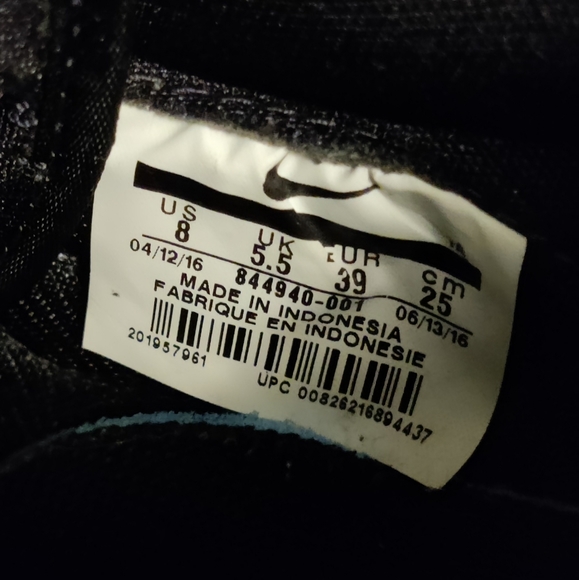 US UK EUR cm
8 5.5 39 25
04/12/16 844940-001 06/13/16
MADE IN INDONESIA
FABRIQUE EN INDONESIE
201957961
UPC 00826216894437